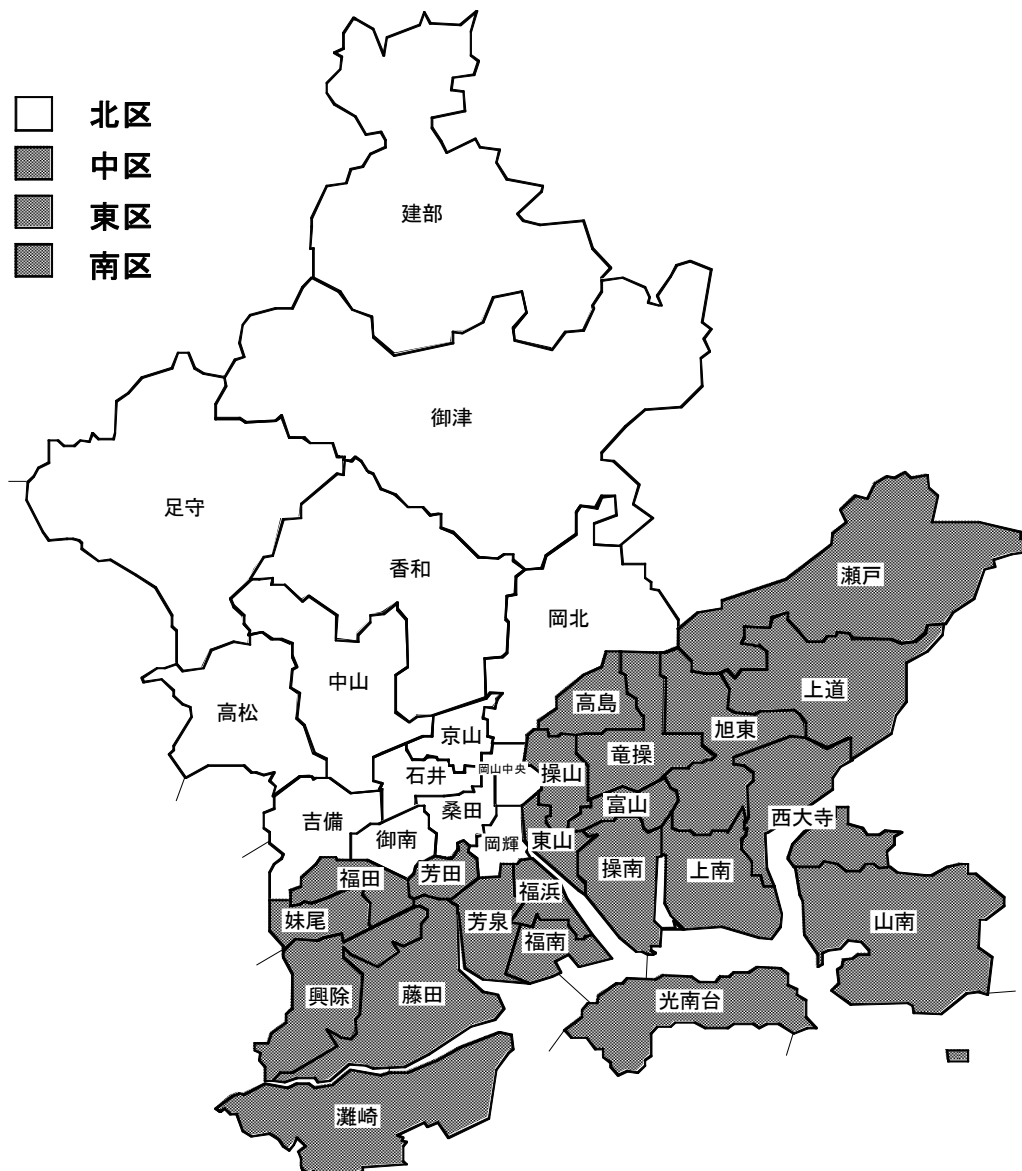 北区
中区
東区
南区
建部
御津
足守
香和
瀬戸
岡北
中山
上道
高島
高松
旭東
京山
竜操
岡山中央
操山
石井
富山
桑田
西大寺
吉備
御南
岡輝
東山
操南
上南
芳田
福田
福浜
妹尾
芳泉
山南
福南
興除
藤田
光南台
灘崎